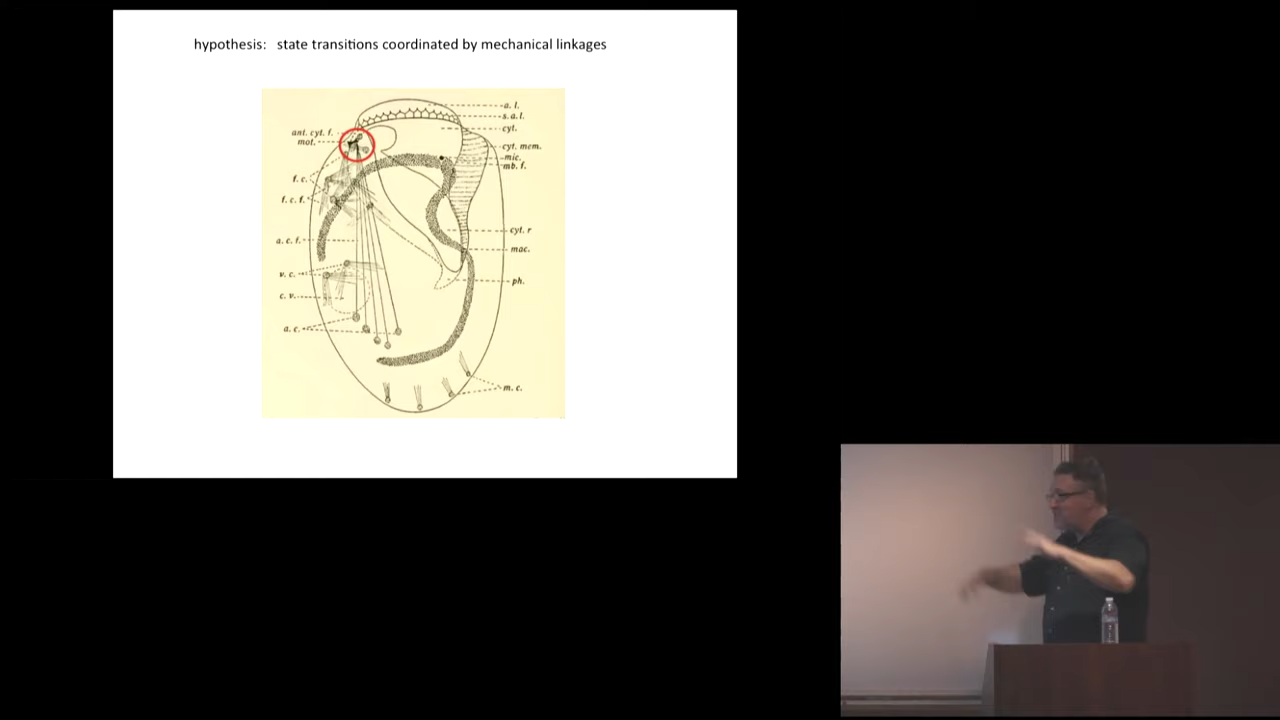 hypothesis: state transitions coordinated by mechanical linkages
a. l.
s. a. l.
ant. cyt. f.
cyt.
mot.
cyt. mem.
mic.
mb. f.
f. c.
f. c. f.
cyt. r
a. c. f.
mac.
v. c.
ph.
c. v.
a. c.
m. c.